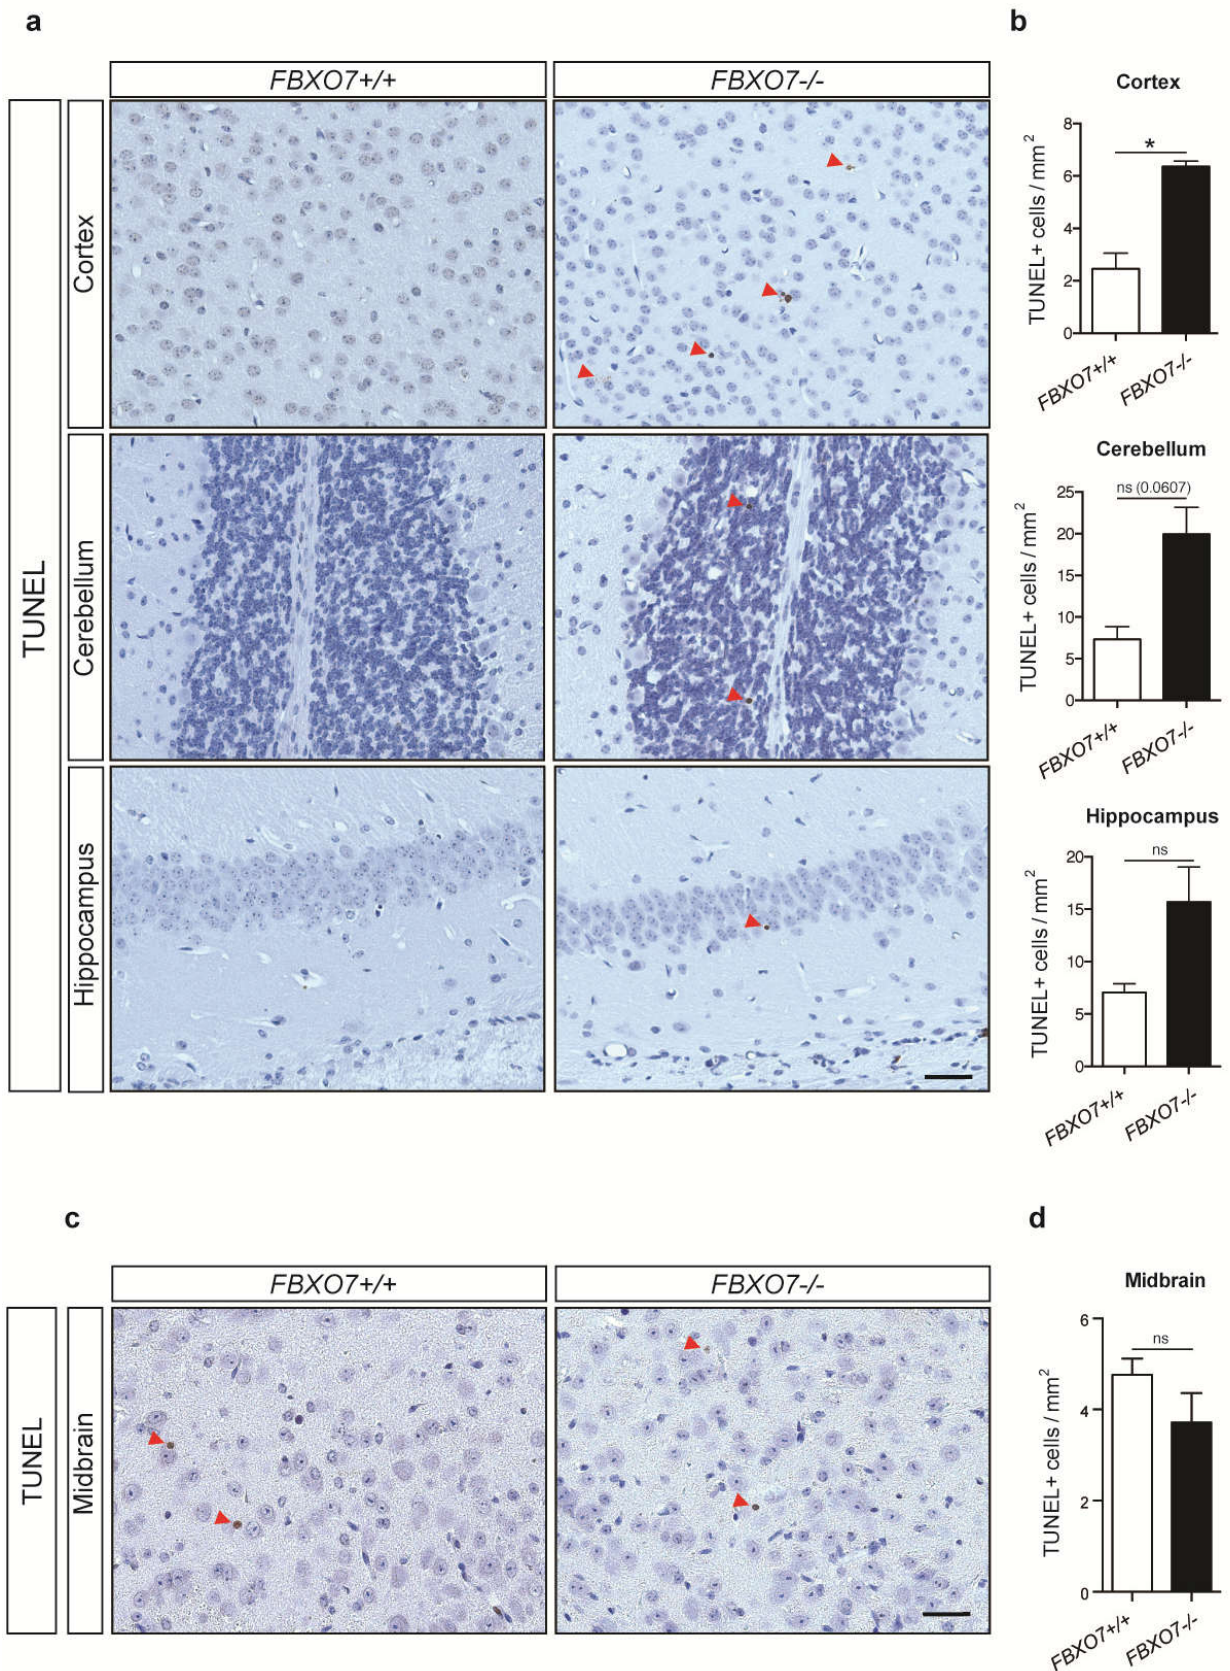 a
b
FBXO7+/+
FBXO7-/-
TUNEL
Cortex
Cerebellum
Hippocampus
Cortex
TUNEL+ cells / mm²
8
6
4
2
0
*
FBXO7+/+
FBXO7-/-
Cerebellum
TUNEL+ cells / mm²
25
20
15
10
5
0
ns (0.0607)
FBXO7+/+
FBXO7-/-
Hippocampus
TUNEL+ cells / mm²
20
15
10
5
0
ns
FBXO7+/+
FBXO7-/-
c
d
FBXO7+/+
FBXO7-/-
TUNEL
Midbrain
Midbrain
TUNEL+ cells / mm²
6
4
2
0
ns
FBXO7+/+
FBXO7-/-